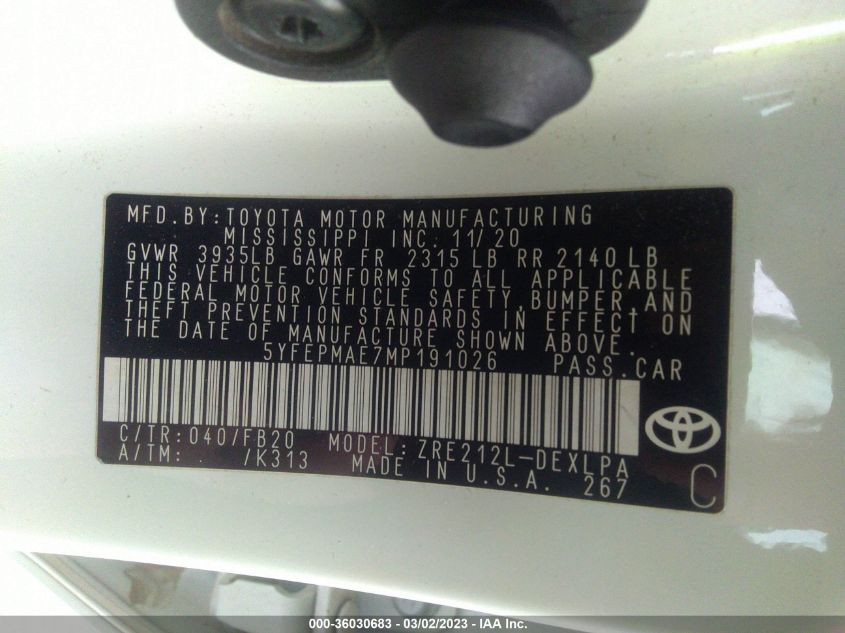 MFD.BY:TOYOTA MOTOR MANUFACTURING
MISSISSIPPI INC. 11/20
GVWR 3935LB GAWR FR 2315 LB RR 2140 LB
THIS VEHICLE CONFORMS TO ALL APPLICABLE
FEDERAL MOTOR VEHICLE SAFETY,BUMPER,AND
THEFT PREVENTION STANDARDS IN EFFECT ON
THE DATE OF MANUFACTURE SHOWN ABOVE.
5YFEPMAE7MP191026 PASS.CAR
C/TR:040/FB20 MODEL:ZRE212L-DEXLPA
A/TM: /K313 MADE IN U.S.A. 267
C
000-36030683 - 03/02/2023 - IAA Inc.